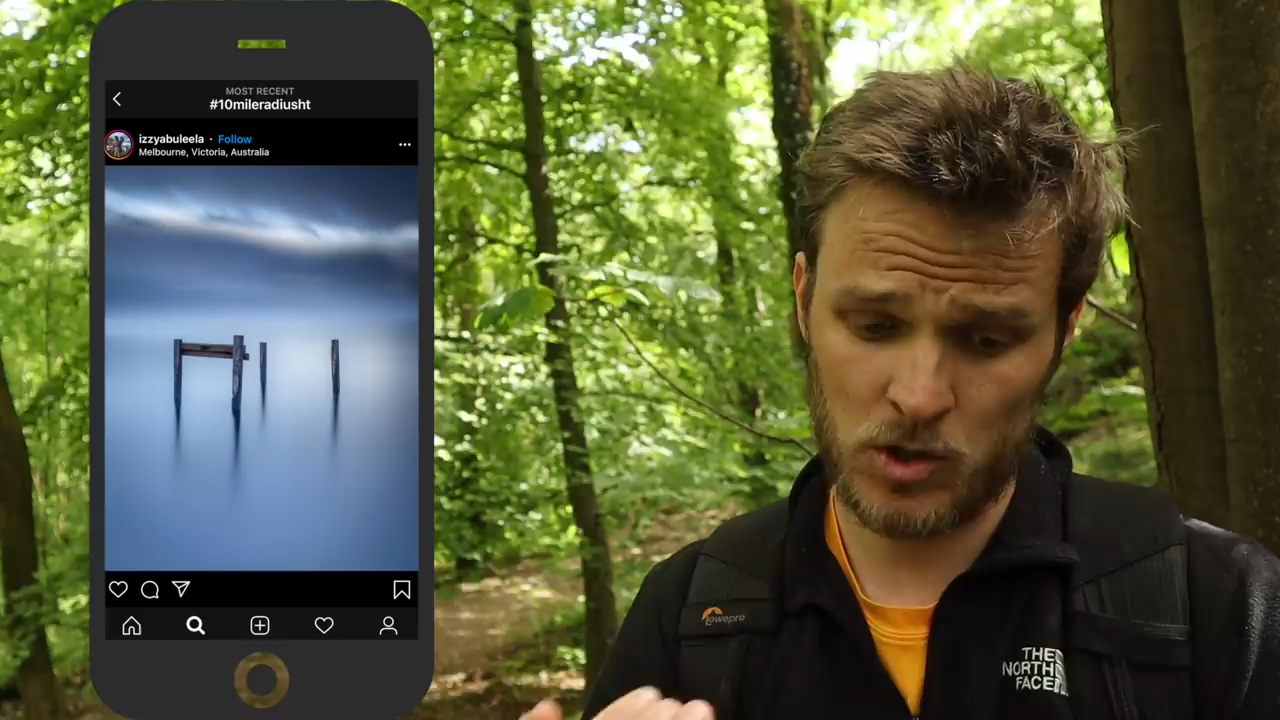 MOST RECENT
#10mileradiusht
izzyabuleela · Follow
Melbourne, Victoria, Australia
lowepro
THE
NORTH
FACE